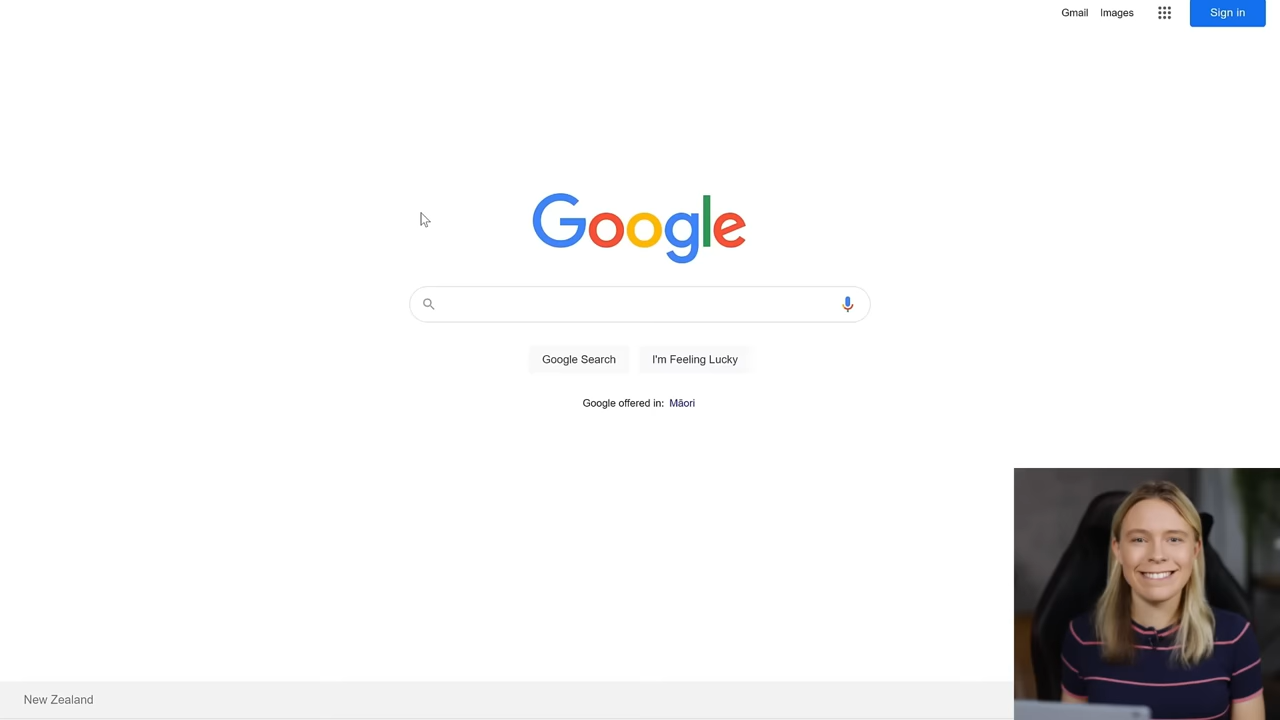 Gmail Images Sign in
Google
Google Search I'm Feeling Lucky
Google offered in: Māori
New Zealand